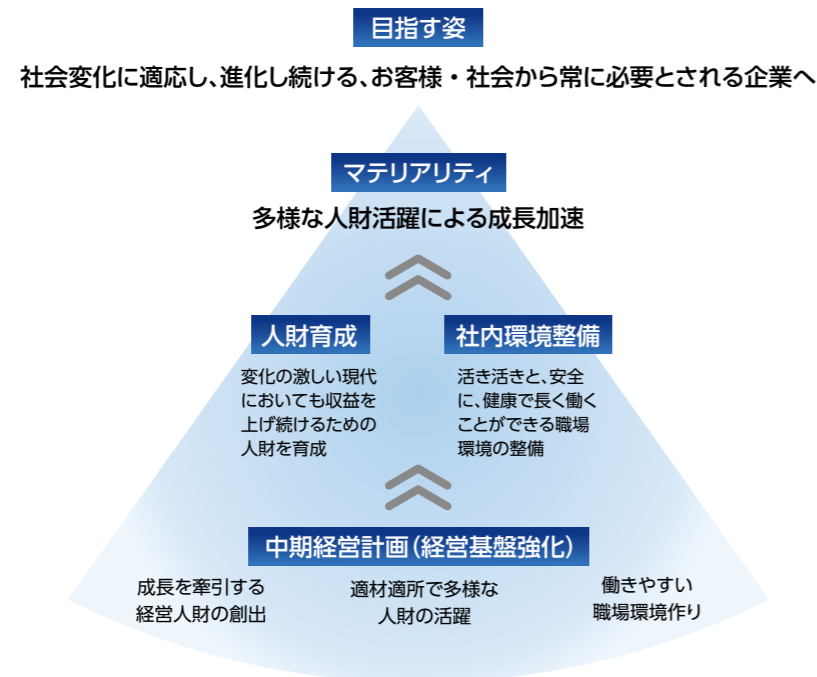 目指す姿
社会変化に適応し、進化し続ける、お客様・社会から常に必要とされる企業へ
マテリアリティ
多様な人財活躍による成長加速
人財育成
変化の激しい現代
においても収益を
上げ続けるための
人財を育成
社内環境整備
活き活きと、安全
に、健康で長く働く
ことができる職場
環境の整備
中期経営計画（経営基盤強化）
成長を牽引する
経営人財の創出
適材適所で多様な
人財の活躍
働きやすい
職場環境作り